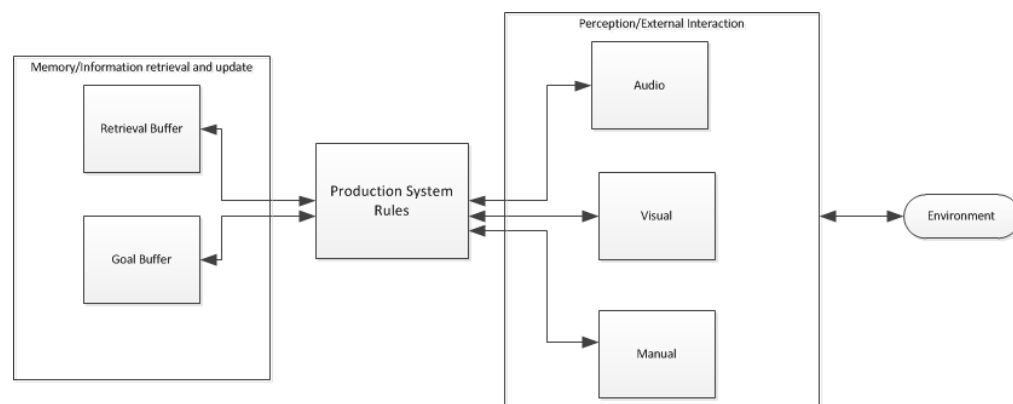 Memory/Information retrieval and update
Retrieval Buffer
Goal Buffer
Production System
Rules
Perception/External Interaction
Audio
Visual
Manual
Environment